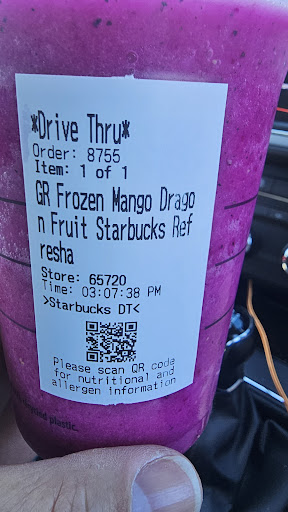 *Drive Thru*
Order: 8755
Item: 1 of 1
GR Frozen Mango Drago
n Fruit Starbucks Ref
resha
Store: 65720
Time: 03:07:38 PM
>Starbucks DT<
Please scan QR code
for nutritional and
allergen information
plastic.